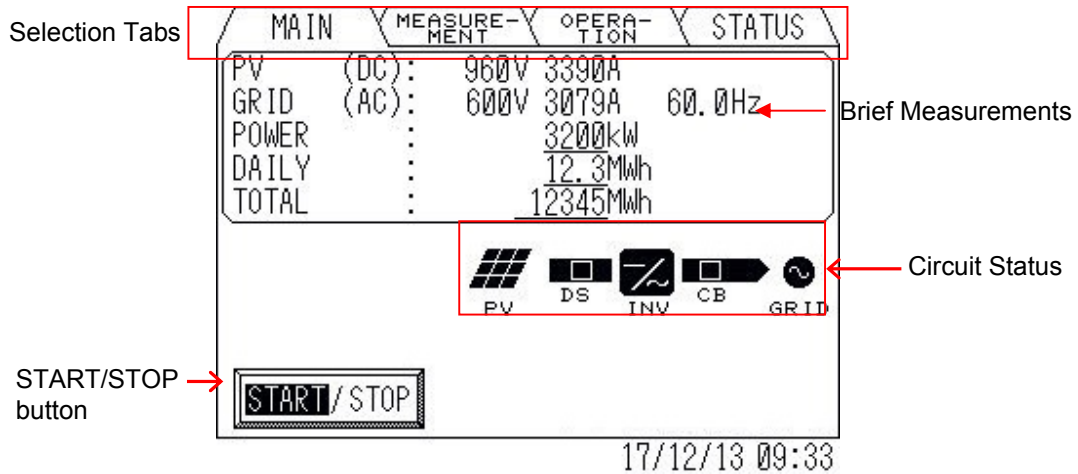 Selection Tabs
MAIN MEASURE-MENT OPERA-TION STATUS
PV (DC): 960V 3390A
GRID (AC): 600V 3079A 60.0Hz
Brief Measurements
POWER : 3200kW
DAILY : 12.3MWh
TOTAL : 12345MWh
PV DS INV CB GRID
Circuit Status
START/STOP
button
START/STOP
17/12/13 09:33